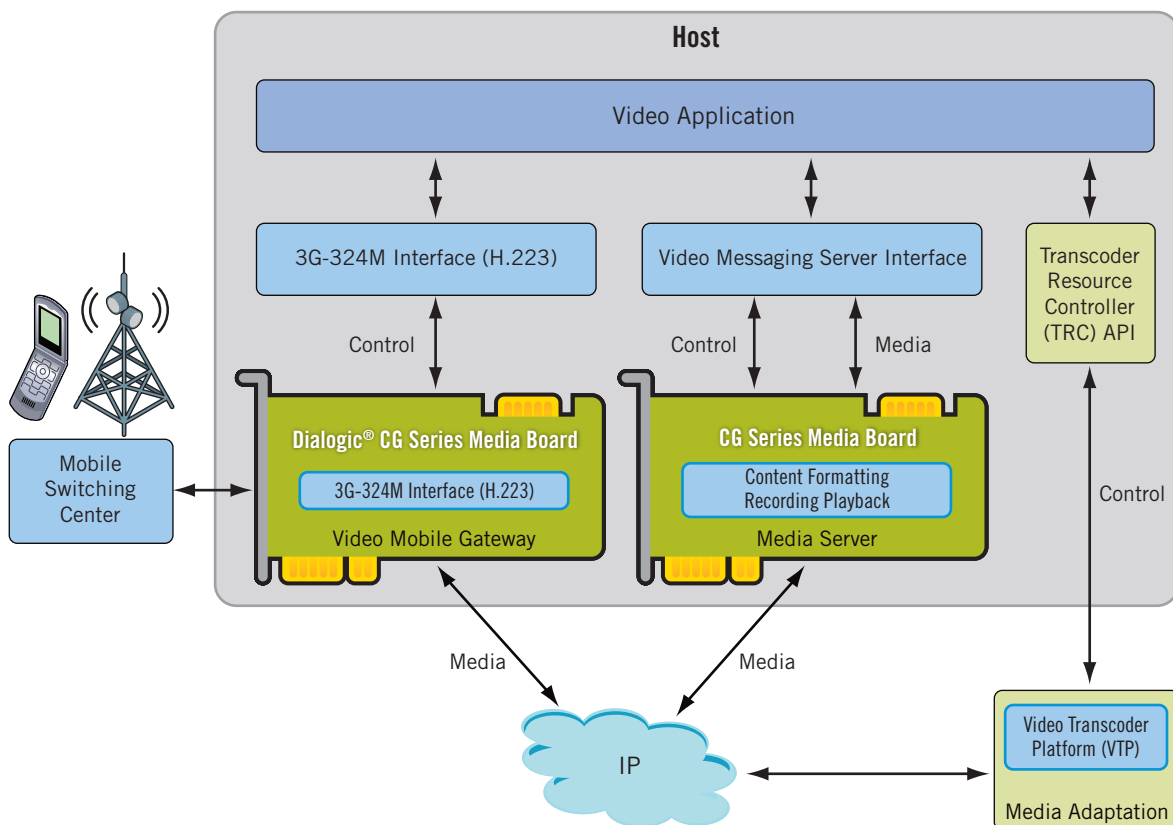 Host
Video Application
3G-324M Interface (H.223)
Video Messaging Server Interface
Transcoder
Resource
Controller
(TRC) API
Control
Control
Media
Dialogic® CG Series Media Board
3G-324M Interface (H.223)
Video Mobile Gateway
CG Series Media Board
Content Formatting
Recording Playback
Media Server
Mobile
Switching
Center
Control
Media
Media
IP
Video Transcoder
Platform (VTP)
Media Adaptation